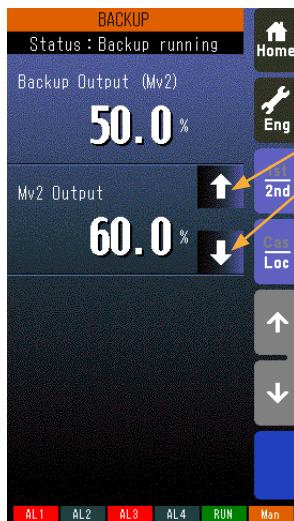 BACKUP
Status：Backup running
Home
Backup Output (Mv2)
50.0 %
Eng
1st
2nd
Mv2 Output
60.0 %
Cas
Loc
AL1 AL2 AL3 AL4 RUN Man